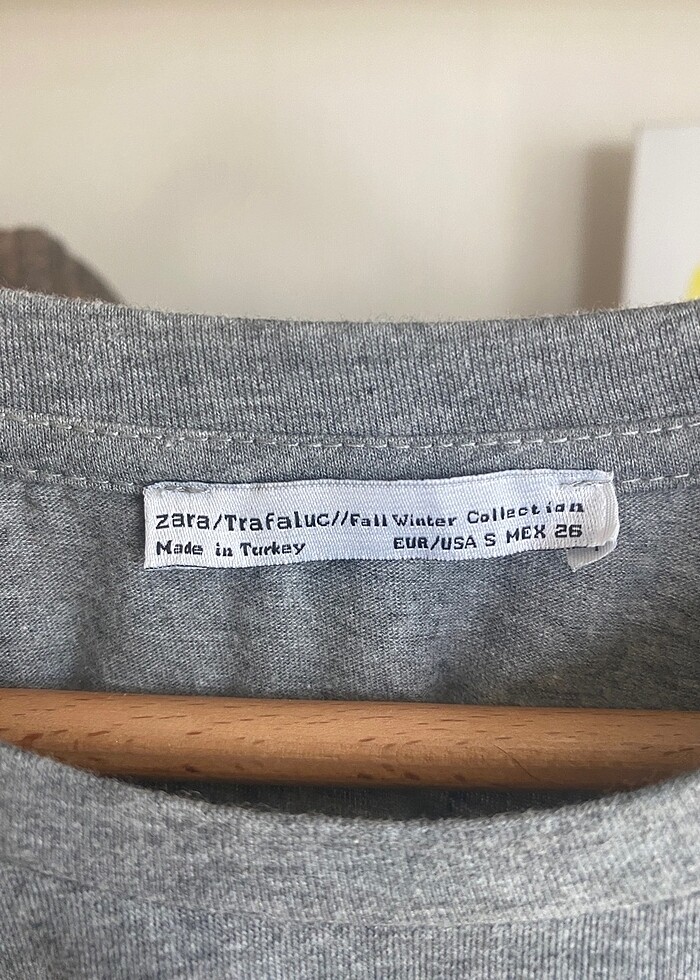 zara/Trafaluc//Fall Winter Collection
Made in Turkey EUR/USA S MEX 26